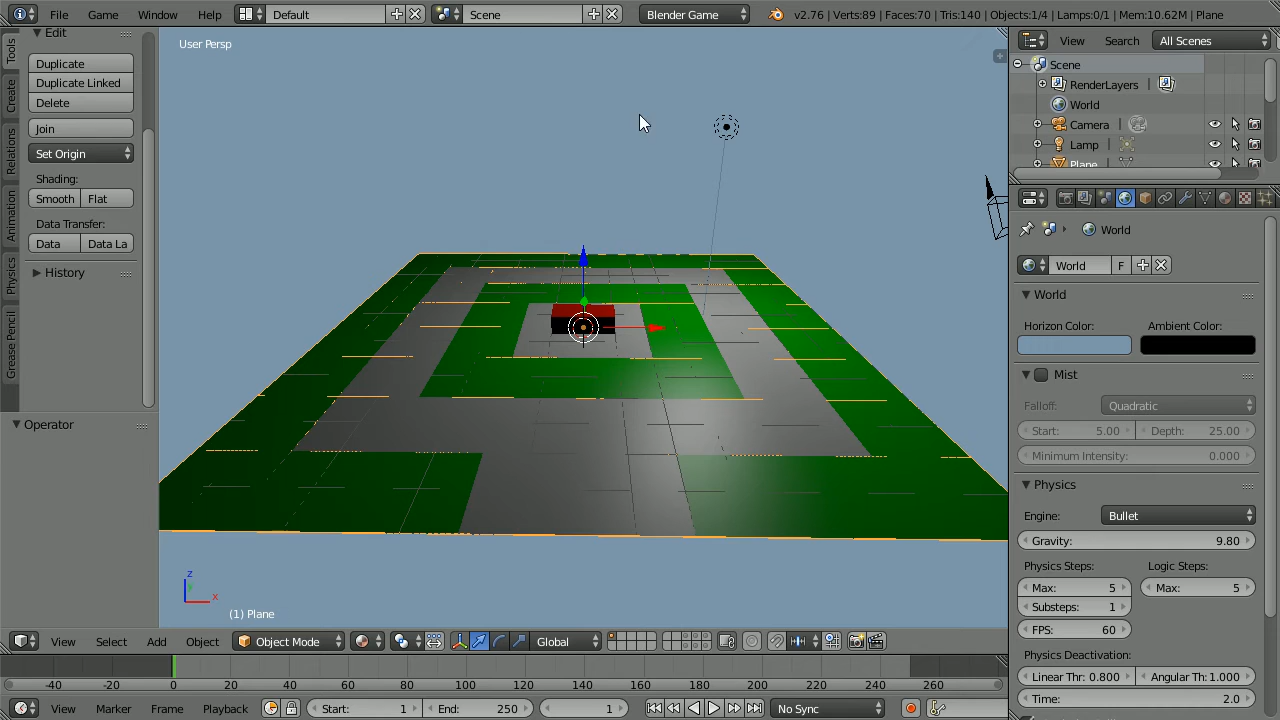 File Game Window Help Default Scene Blender Game v2.76 | Verts:89 | Faces:70 | Tris:140 | Objects:1/4 | Lamps:0/1 | Mem:10.62M | Plane
Tools
Create
Relations
Animation
Physics
Grease Pencil
Edit
Duplicate
Duplicate Linked
Delete
Join
Set Origin
Shading:
Smooth Flat
Data Transfer:
Data Data La
History
Operator
User Persp
z
x
(1) Plane
View Select Add Object Object Mode Global
-40 -20 0 20 40 60 80 100 120 140 160 180 200 220 240 260
View Marker Frame Playback Start: 1 End: 250 1 No Sync
View Search All Scenes
Scene
RenderLayers
World
Camera
Lamp
Plane
World
World F
World
Horizon Color: Ambient Color:
Mist
Falloff: Quadratic
Start: 5.00 Depth: 25.00
Minimum Intensity: 0.000
Physics
Engine: Bullet
Gravity: 9.80
Physics Steps: Logic Steps:
Max: 5 Max: 5
Substeps: 1
FPS: 60
Physics Deactivation:
Linear Thr: 0.800 Angular Th: 1.000
Time: 2.0